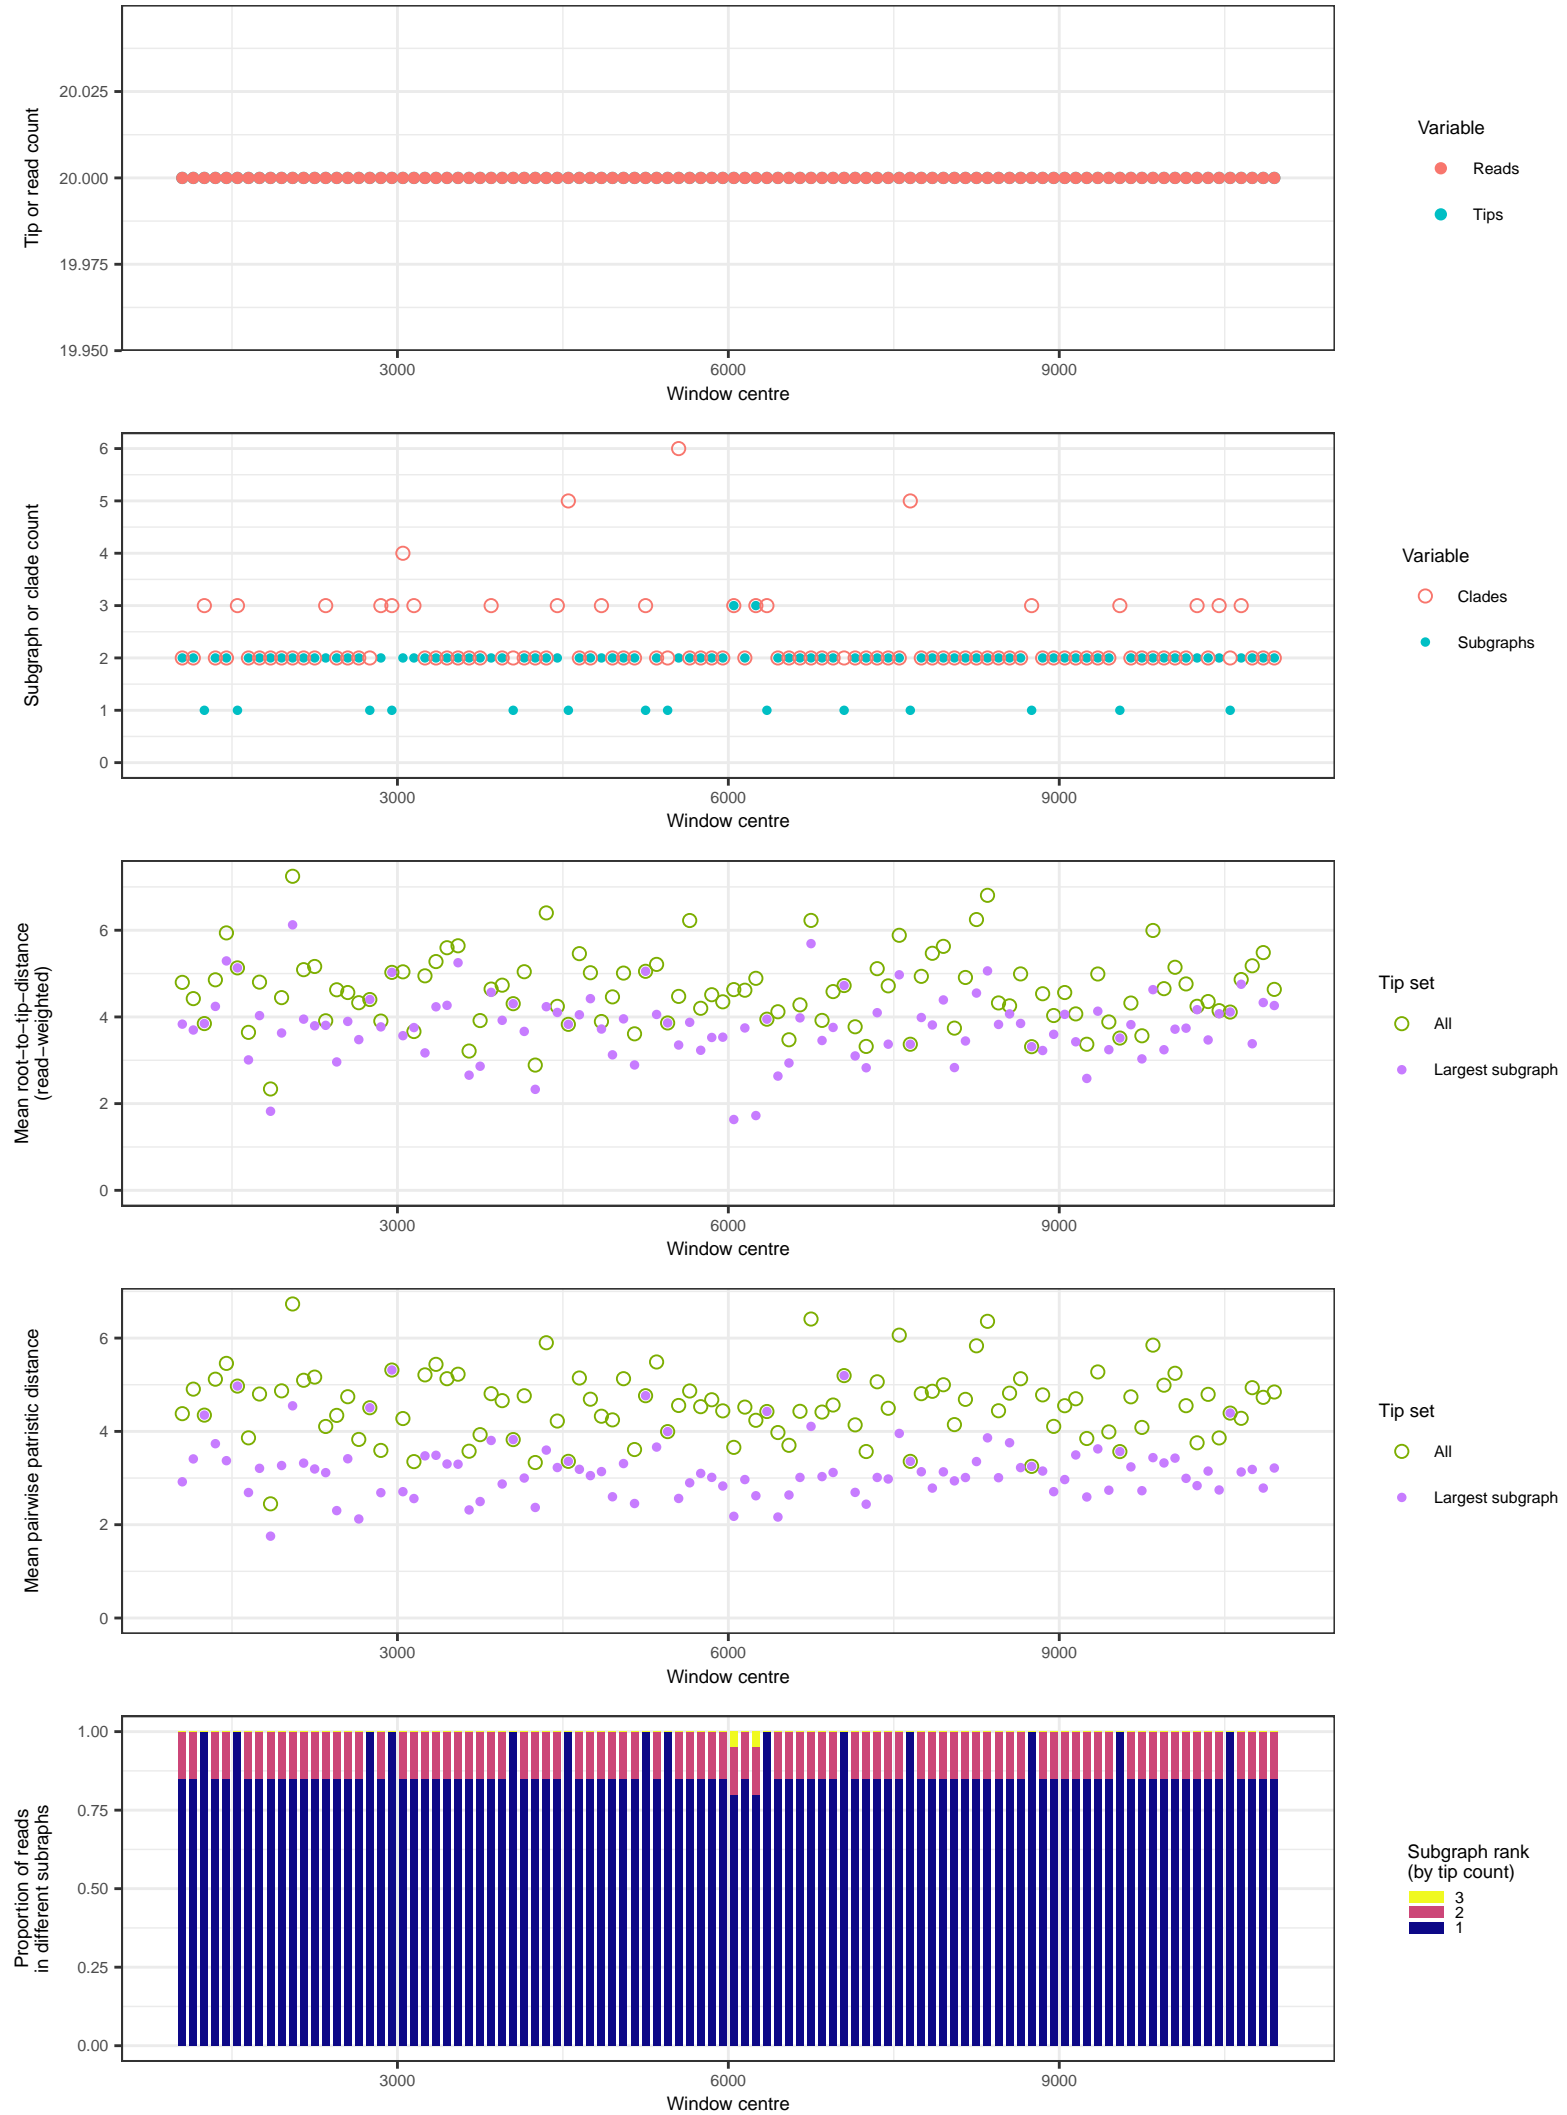 20.025
20.000
19.975
19.950
Tip or read count
3000 6000 9000
Window centre
Variable
Reads
Tips
6
5
4
3
2
1
0
Subgraph or clade count
3000 6000 9000
Window centre
Variable
Clades
Subgraphs
6
4
2
0
Mean root−to−tip−distance
(read−weighted)
3000 6000 9000
Window centre
Tip set
All
Largest subgraph
6
4
2
0
Mean pairwise patristic distance
3000 6000 9000
Window centre
Tip set
All
Largest subgraph
1.00
0.75
0.50
0.25
0.00
Proportion of reads
in different subraphs
3000 6000 9000
Window centre
Subgraph rank
(by tip count)
3
2
1